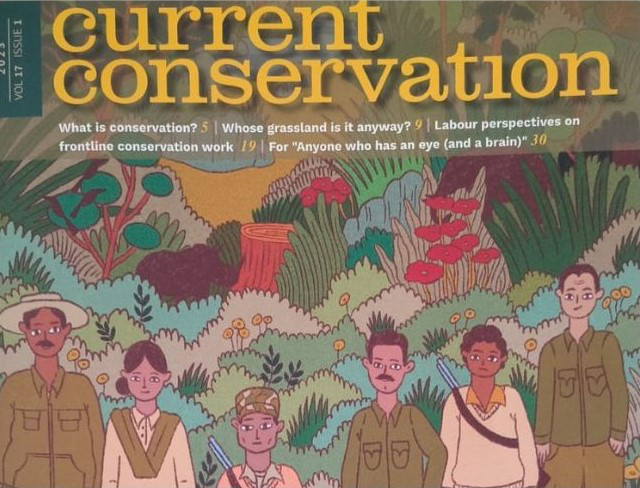 2023
VOL 17 ISSUE 1
current
conservation
What is conservation? 5 | Whose grassland is it anyway? 9 | Labour perspectives on
frontline conservation work 19 | For "Anyone who has an eye (and a brain)" 30